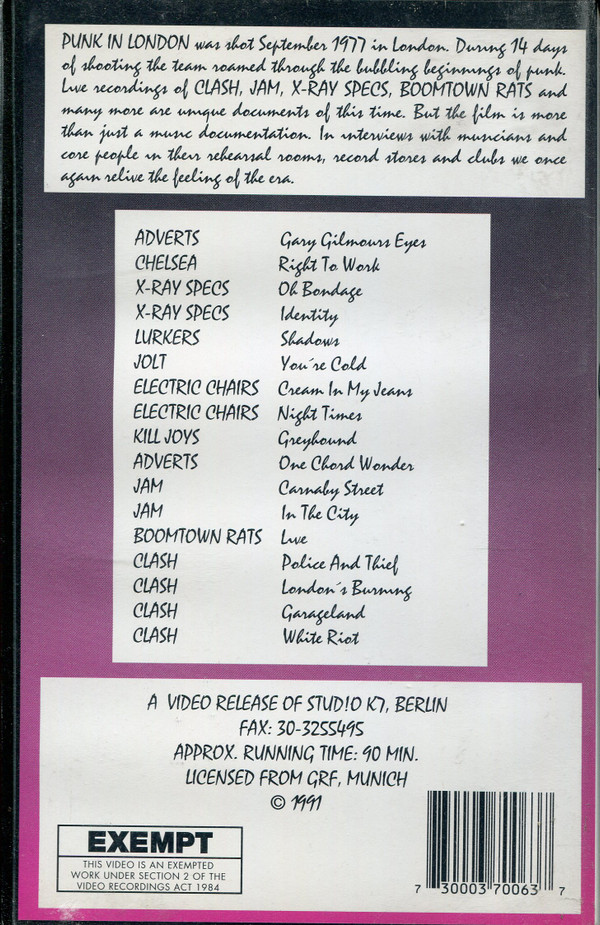 PUNK IN LONDON was shot September 1977 in London. During 14 days
of shooting the team roamed through the bubbling beginnings of punk.
Live recordings of CLASH, JAM, X-RAY SPECS, BOOMTOWN RATS and
many more are unique documents of this time. But the film is more
than just a music documentation. In interviews with musicians and
core people in their rehearsal rooms, record stores and clubs we once
again relive the feeling of the era.
ADVERTS Gary Gilmours Eyes
CHELSEA Right To Work
X-RAY SPECS Oh Bondage
X-RAY SPECS Identity
LURKERS Shadows
JOLT You´re Cold
ELECTRIC CHAIRS Cream In My Jeans
ELECTRIC CHAIRS Night Times
KILL JOYS Greyhound
ADVERTS One Chord Wonder
JAM Carnaby Street
JAM In The City
BOOMTOWN RATS Live
CLASH Police And Thief
CLASH London´s Burning
CLASH Garageland
CLASH White Riot
A VIDEO RELEASE OF STUD!O K7, BERLIN
FAX: 30-3255495
APPROX. RUNNING TIME: 90 MIN.
LICENSED FROM GRF, MUNICH
© 1991
EXEMPT
THIS VIDEO IS AN EXEMPTED
WORK UNDER SECTION 2 OF THE
VIDEO RECORDINGS ACT 1984
7 30003 70063 7